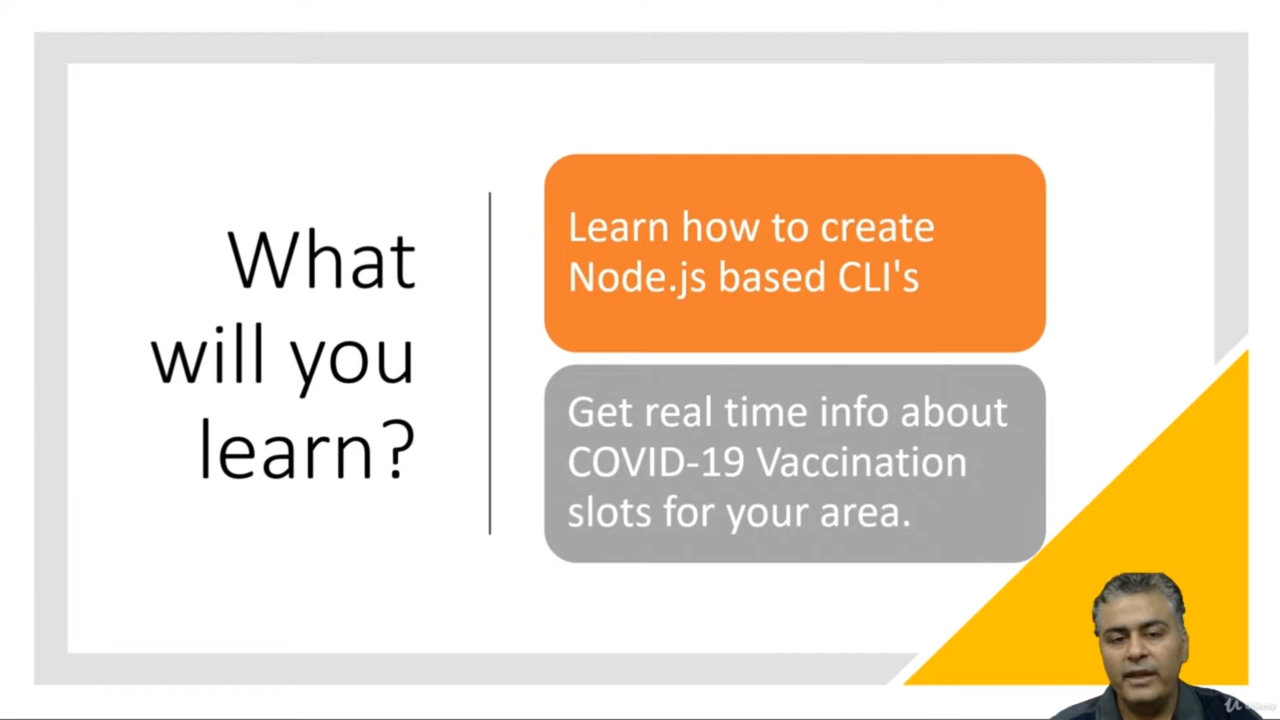 What
will you
learn?
Learn how to create
Node.js based CLI's
Get real time info about
COVID-19 Vaccination
slots for your area.
Udemy